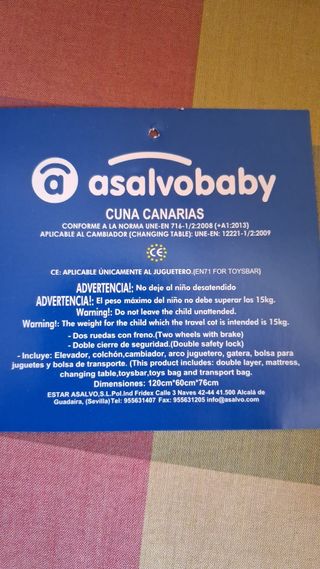 a asalvobaby
CUNA CANARIAS
CONFORME A LA NORMA UNE-EN 716-1/2:2008 (+A1:2013)
APLICABLE AL CAMBIADOR (CHANGING TABLE): UNE-EN: 12221-1/2:2009
CE
CE: APLICABLE ÚNICAMENTE AL JUGUETERO.(EN71 FOR TOYSBAR)
ADVERTENCIA!: No deje al niño desatendido
ADVERTENCIA!: El peso máximo del niño no debe superar los 15kg.
Warning!: Do not leave the child unattended.
Warning!: The weight for the child which the travel cot is intended is 15kg.
- Dos ruedas con freno.(Two wheels with brake)
- Doble cierre de seguridad.(Double safety lock)
- Incluye: Elevador, colchón,cambiador, arco juguetero, gatera, bolsa para
juguetes y bolsa de transporte. (This product includes: double layer, mattress,
changing table,toysbar,toys bag and transport bag.
Dimensiones: 120cm*60cm*76cm
ESTAR ASALVO,S.L.Pol.Ind Fridex Calle 3 Naves 42-44 41.500 Alcalá de
Guadaira, (Sevilla)Tel: 955631407 Fax: 955631205 info@asalvo.com